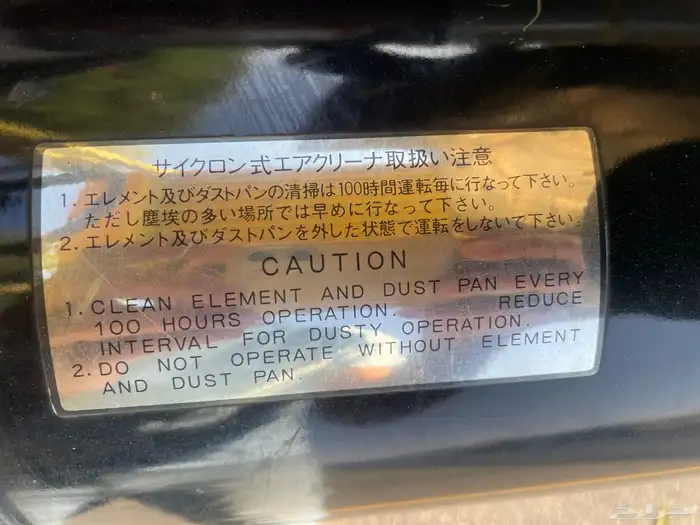 サイクロン式エアクリーナ取扱い注意
1. エレメント及びダストパンの清掃は100時間運転毎に行なって下さい。
ただし塵埃の多い場所では早めに行なって下さい。
2. エレメント及びダストパンを外した状態で運転をしないで下さい。
CAUTION
1. CLEAN ELEMENT AND DUST PAN EVERY
100 HOURS OPERATION. REDUCE
INTERVAL FOR DUSTY OPERATION.
2. DO NOT OPERATE WITHOUT ELEMENT
AND DUST PAN.
حراج